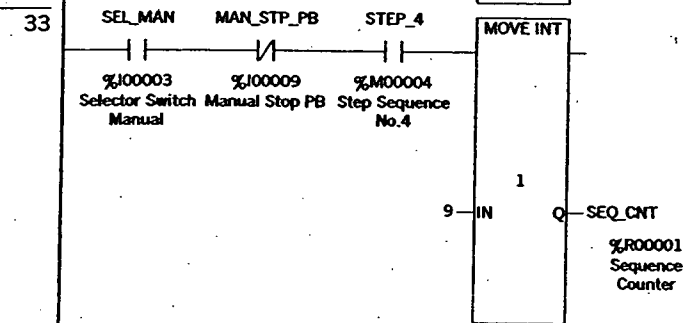 33
SEL_MAN MAN_STP_PB STEP_4
MOVE INT
%I00003 %I00009 %M00004
Selector Switch Manual Stop PB Step Sequence
Manual No.4
1
9 IN Q SEQ_CNT
%R00001
Sequence
Counter